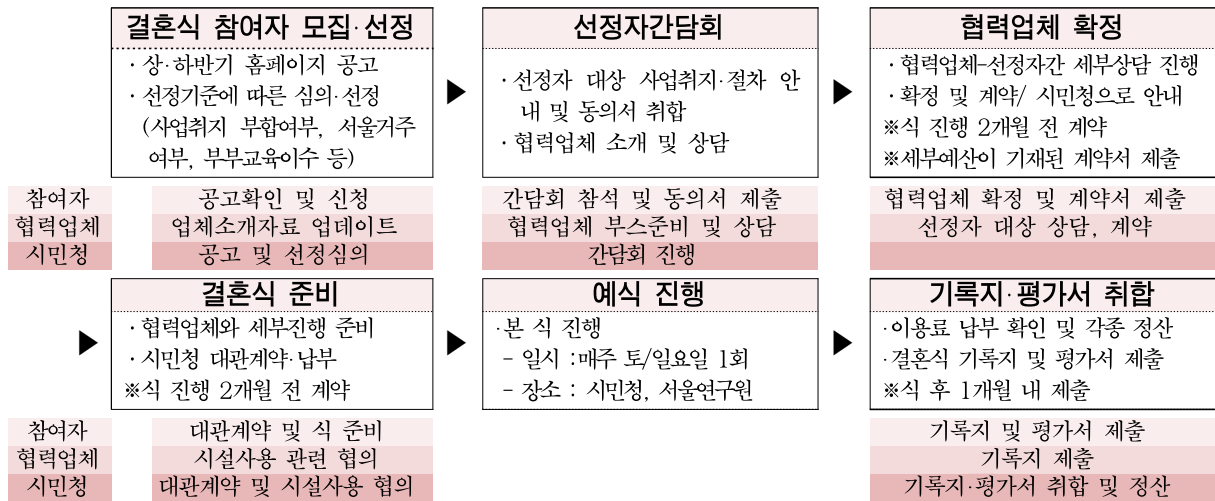 결혼식 참여자 모집·선정
· 상·하반기 홈페이지 공고
· 선정기준에 따른 심의·선정
(사업취지 부합여부, 서울거주
여부, 부부교육이수 등)
▶
선정자간담회
· 선정자 대상 사업취지·절차 안
내 및 동의서 취합
· 협력업체 소개 및 상담
▶
협력업체 확정
· 협력업체-선정자간 세부상담 진행
· 확정 및 계약/ 시민청으로 안내
※식 진행 2개월 전 계약
※세부예산이 기재된 계약서 제출
참여자 공고확인 및 신청 간담회 참석 및 동의서 제출 협력업체 확정 및 계약서 제출
협력업체 업체소개자료 업데이트 협력업체 부스준비 및 상담 선정자 대상 상담, 계약
시민청 공고 및 선정심의 간담회 진행
▶
결혼식 준비
· 협력업체와 세부진행 준비
· 시민청 대관계약·납부
※식 진행 2개월 전 계약
예식 진행
·본 식 진행
- 일시 :매주 토/일요일 1회
- 장소 : 시민청, 서울연구원
▶
기록지·평가서 취합
·이용료 납부 확인 및 각종 정산
·결혼식 기록지 및 평가서 제출
※식 후 1개월 내 제출
참여자 대관계약 및 식 준비 기록지 및 평가서 제출
협력업체 시설사용 관련 협의 기록지 제출
시민청 대관계약 및 시설사용 협의 기록지·평가서 취합 및 정산